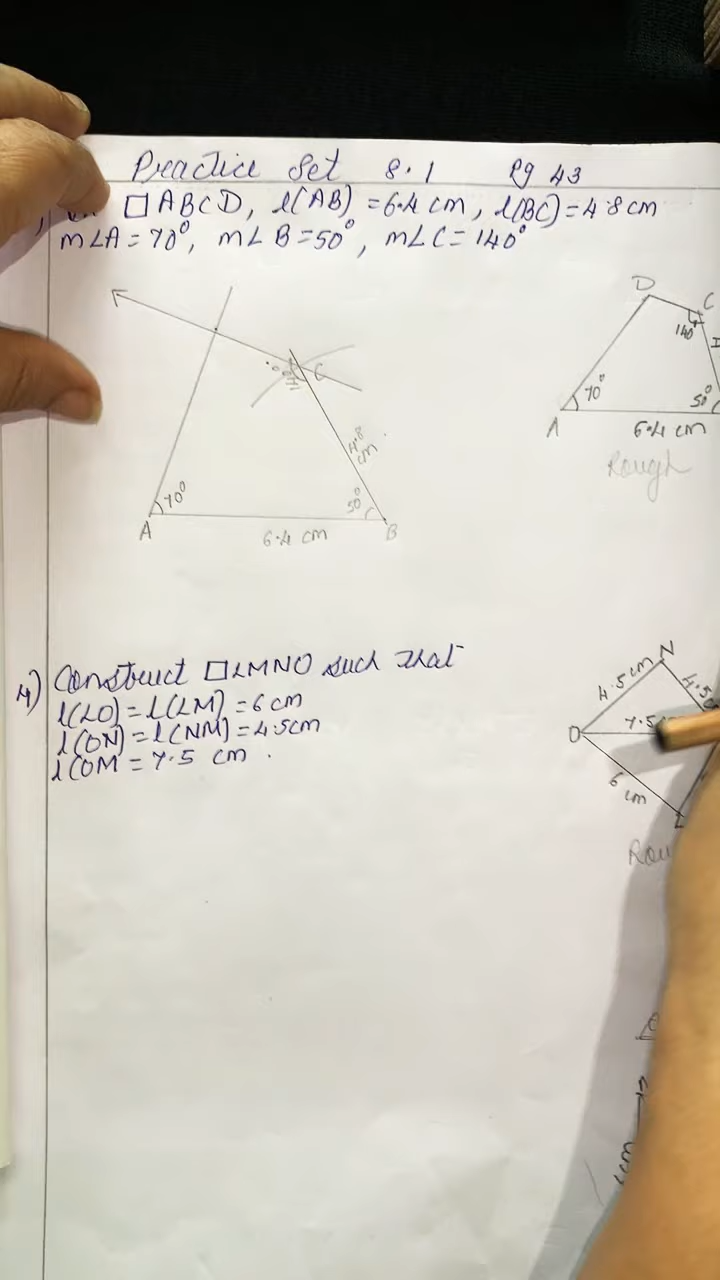 Practice Set 8.1 Pg 43
□ABCD, l(AB) = 6.4 cm, l(BC) = 4.8 cm
m∠A = 70°, m∠B = 50°, m∠C = 140°
D
C
140
70°
50°
A
6.4 cm
Rough
C
4.8 cm
70°
50°
A
B
6.4 cm
4) Construct □LMNO such that
l(LO) = l(LM) = 6 cm
l(ON) = l(NM) = 4.5cm
l(OM = 7.5 cm.
N
4.5 cm
4.5
O
7.5
6 cm
L
Rou
cm